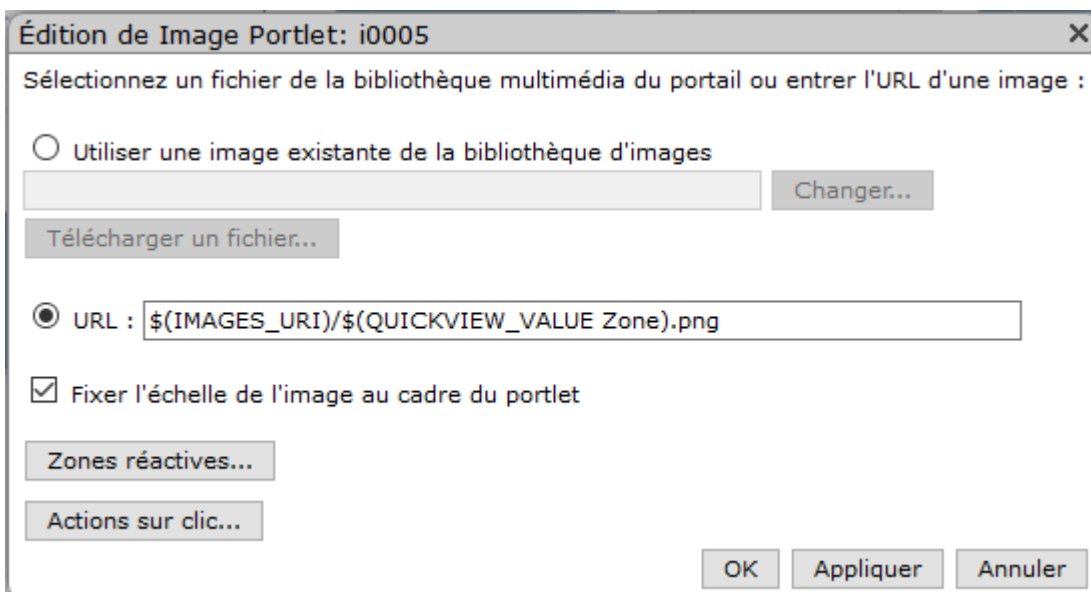 Édition de Image Portlet: i0005
Sélectionnez un fichier de la bibliothèque multimédia du portail ou entrer l'URL d'une image :
Utiliser une image existante de la bibliothèque d'images
Changer...
Télécharger un fichier...
URL : $(IMAGES_URI)/$(QUICKVIEW_VALUE Zone).png
Fixer l'échelle de l'image au cadre du portlet
Zones réactives...
Actions sur clic...
OK Appliquer Annuler